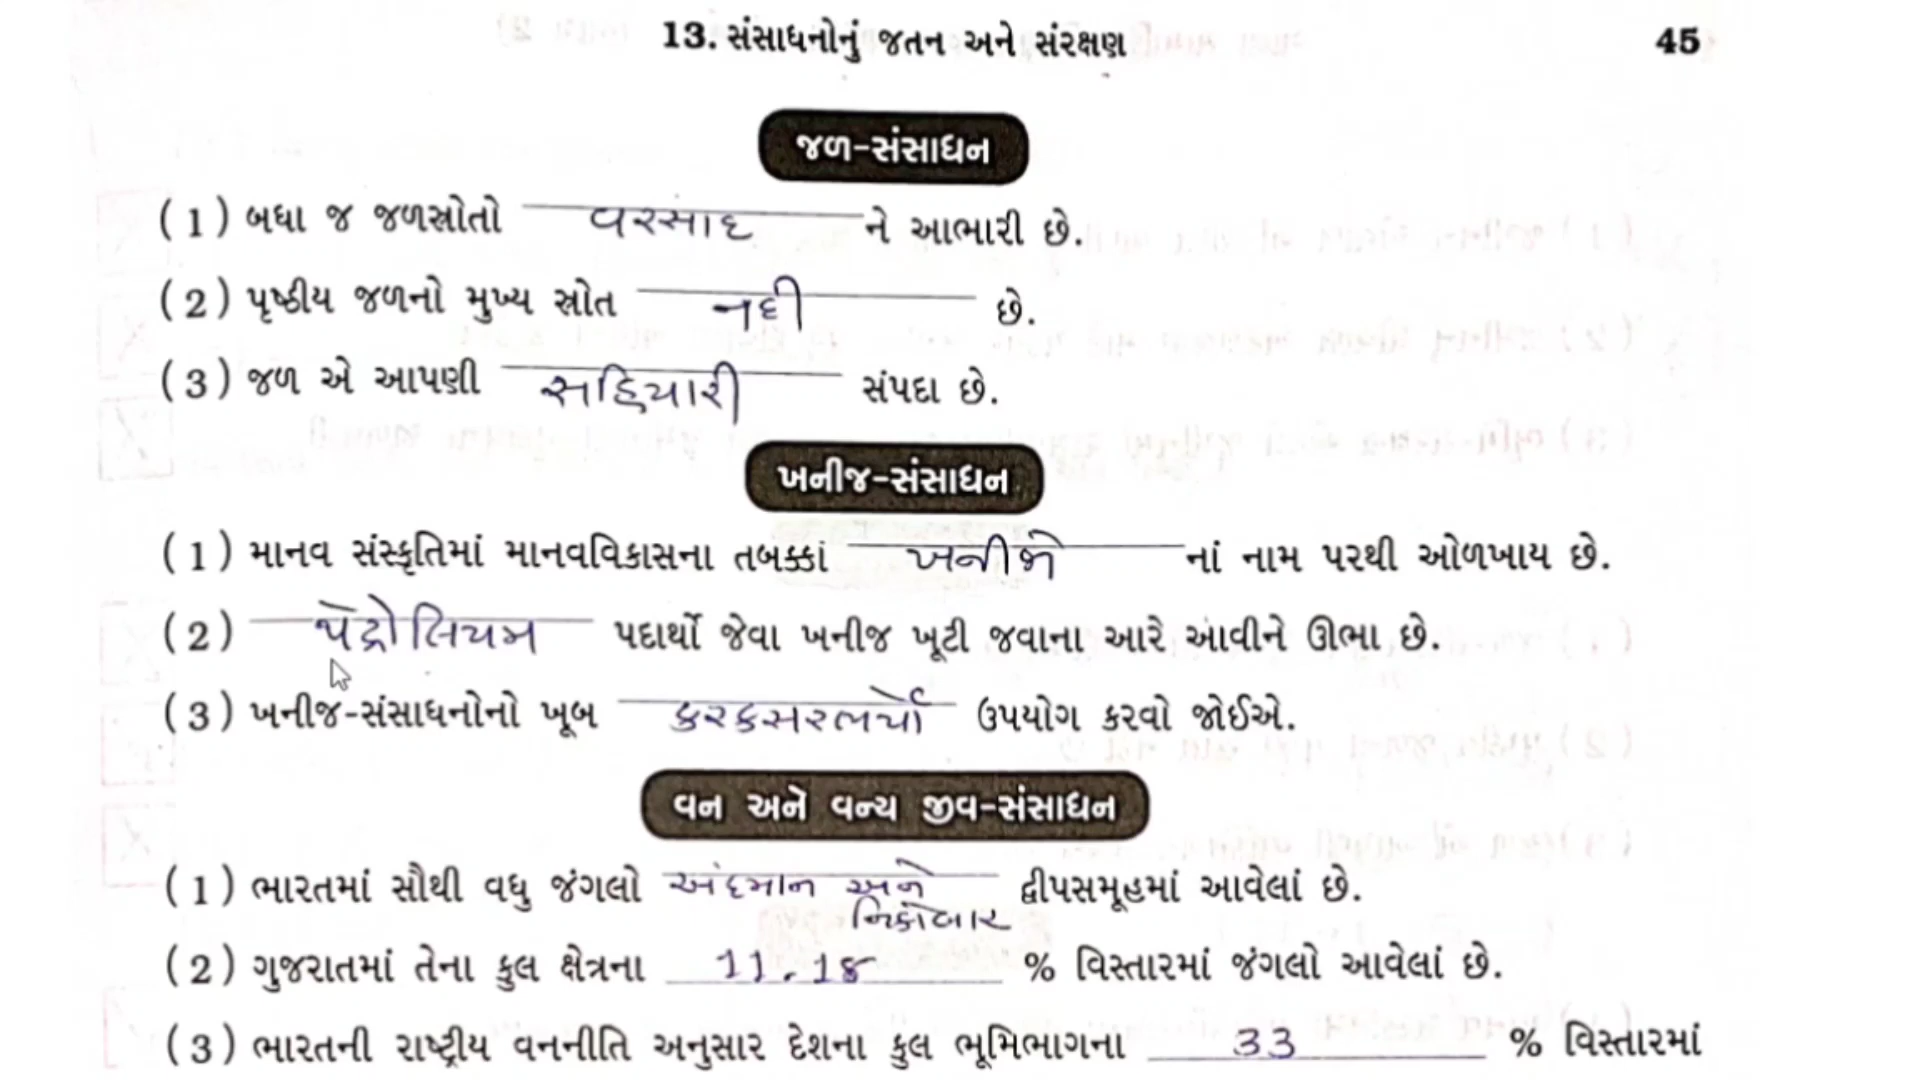 13. સંસાધનોનું જતન અને સંરક્ષણ 45
જળ-સંસાધન
(1) બધા જ જળસ્રોતો વરસાદ ને આભારી છે.
(2) પૃષ્ઠીય જળનો મુખ્ય સ્રોત નદી છે.
(3) જળ એ આપણી સહિયારી સંપદા છે.
ખનીજ-સંસાધન
(1) માનવ સંસ્કૃતિમાં માનવવિકાસના તબક્કાં ખનીજો નાં નામ પરથી ઓળખાય છે.
(2) પેટ્રોલિયમ પદાર્થો જેવા ખનીજ ખૂટી જવાના આરે આવીને ઊભા છે.
(3) ખનીજ-સંસાધનોનો ખૂબ કરકસરભર્યો ઉપયોગ કરવો જોઈએ.
વન અને વન્ય જીવ-સંસાધન
(1) ભારતમાં સૌથી વધુ જંગલો અંદમાન અને નિકોબાર દ્વીપસમૂહમાં આવેલાં છે.
(2) ગુજરાતમાં તેના કુલ ક્ષેત્રના 11.18 % વિસ્તારમાં જંગલો આવેલાં છે.
(3) ભારતની રાષ્ટ્રીય વનનીતિ અનુસાર દેશના કુલ ભૂમિભાગના 33 % વિસ્તારમાં